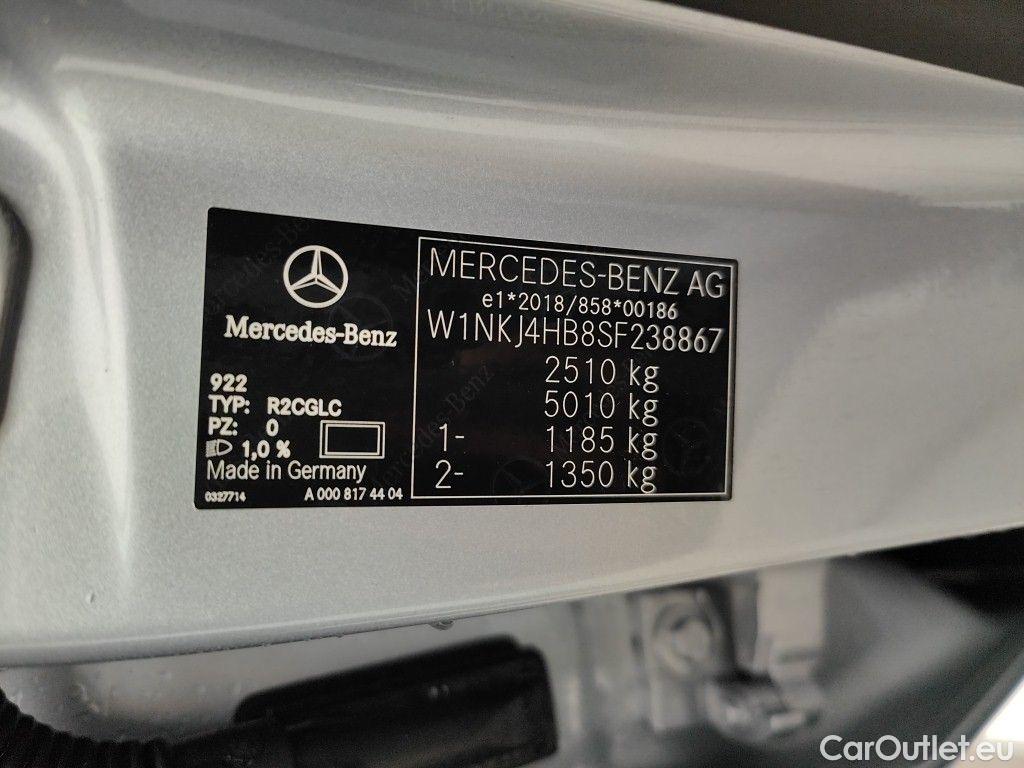 Mercedes-Benz
922
TYP: R2CGLC
PZ: 0
1,0 %
Made in Germany
0327714 A 000 817 44 04
MERCEDES-BENZ AG
e1*2018/858*00186
W1NKJ4HB8SF238867
2510 kg
5010 kg
1- 1185 kg
2- 1350 kg
CarOutlet.eu